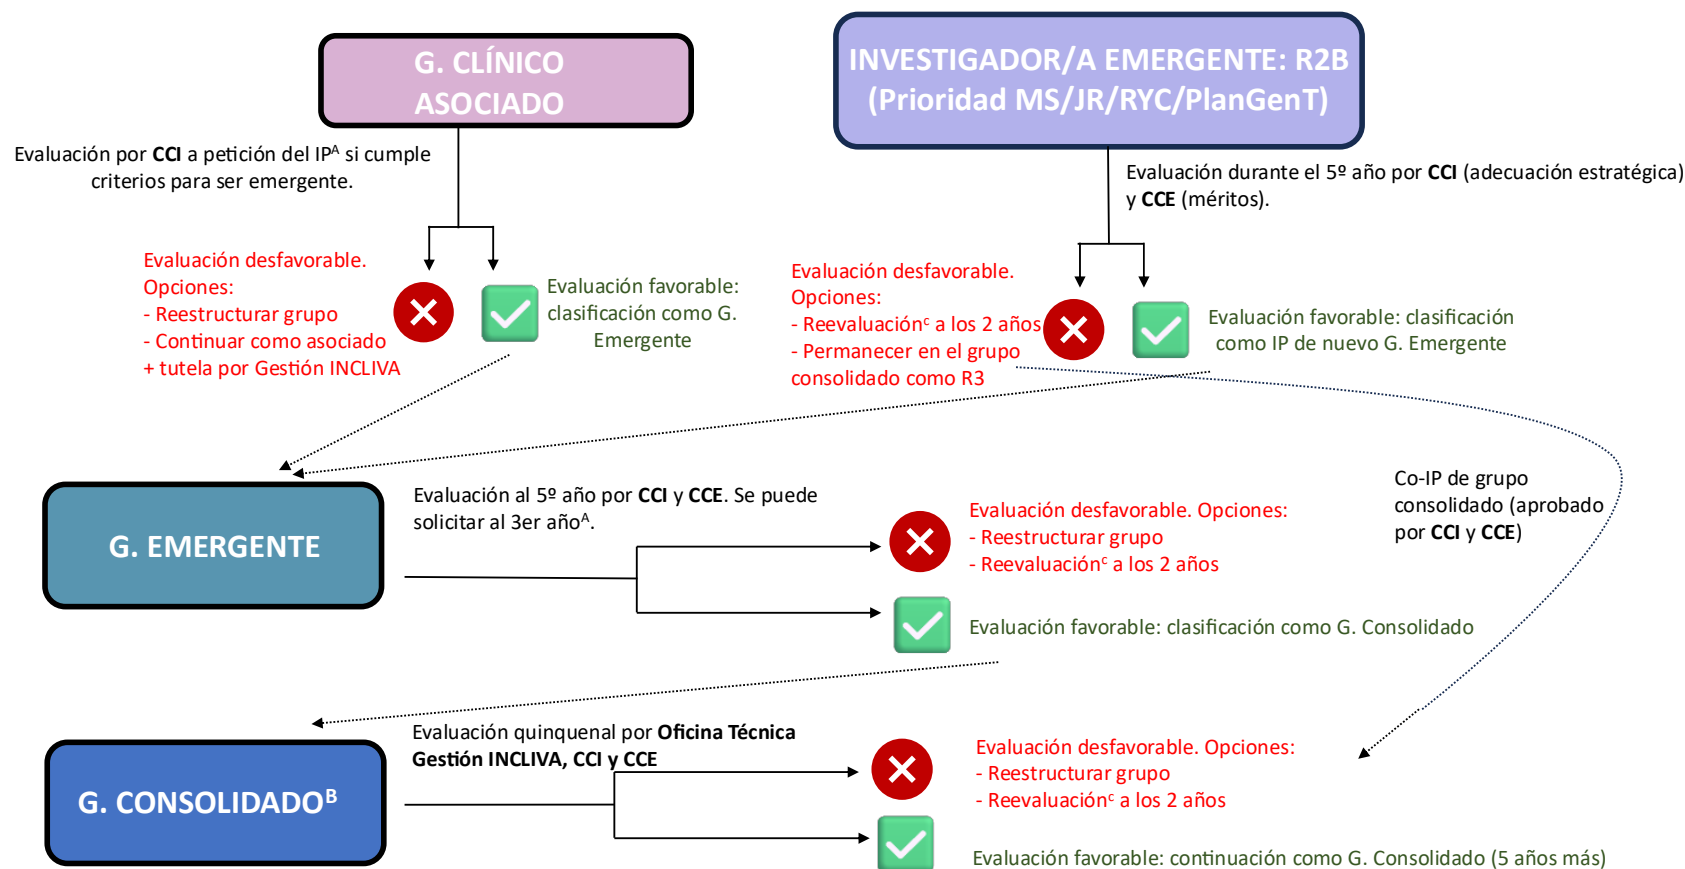 G. CLÍNICO
ASOCIADO
INVESTIGADOR/A EMERGENTE: R2B
(Prioridad MS/JR/RYC/PlanGenT)
Evaluación por CCI a petición del IPᴬ si cumple
criterios para ser emergente.
Evaluación durante el 5º año por CCI (adecuación estratégica)
y CCE (méritos).
Evaluación desfavorable.
Opciones:
- Reestructurar grupo
- Continuar como asociado
+ tutela por Gestión INCLIVA
Evaluación favorable:
clasificación como G.
Emergente
Evaluación desfavorable.
Opciones:
- Reevaluaciónᶜ a los 2 años
- Permanecer en el grupo
consolidado como R3
Evaluación favorable: clasificación
como IP de nuevo G. Emergente
G. EMERGENTE
Evaluación al 5º año por CCI y CCE. Se puede
solicitar al 3er añoᴬ.
Evaluación desfavorable. Opciones:
- Reestructurar grupo
- Reevaluaciónᶜ a los 2 años
Evaluación favorable: clasificación como G. Consolidado
Co-IP de grupo
consolidado (aprobado
por CCI y CCE)
G. CONSOLIDADOᴮ
Evaluación quinquenal por Oficina Técnica
Gestión INCLIVA, CCI y CCE
Evaluación desfavorable. Opciones:
- Reestructurar grupo
- Reevaluaciónᶜ a los 2 años
Evaluación favorable: continuación como G. Consolidado (5 años más)